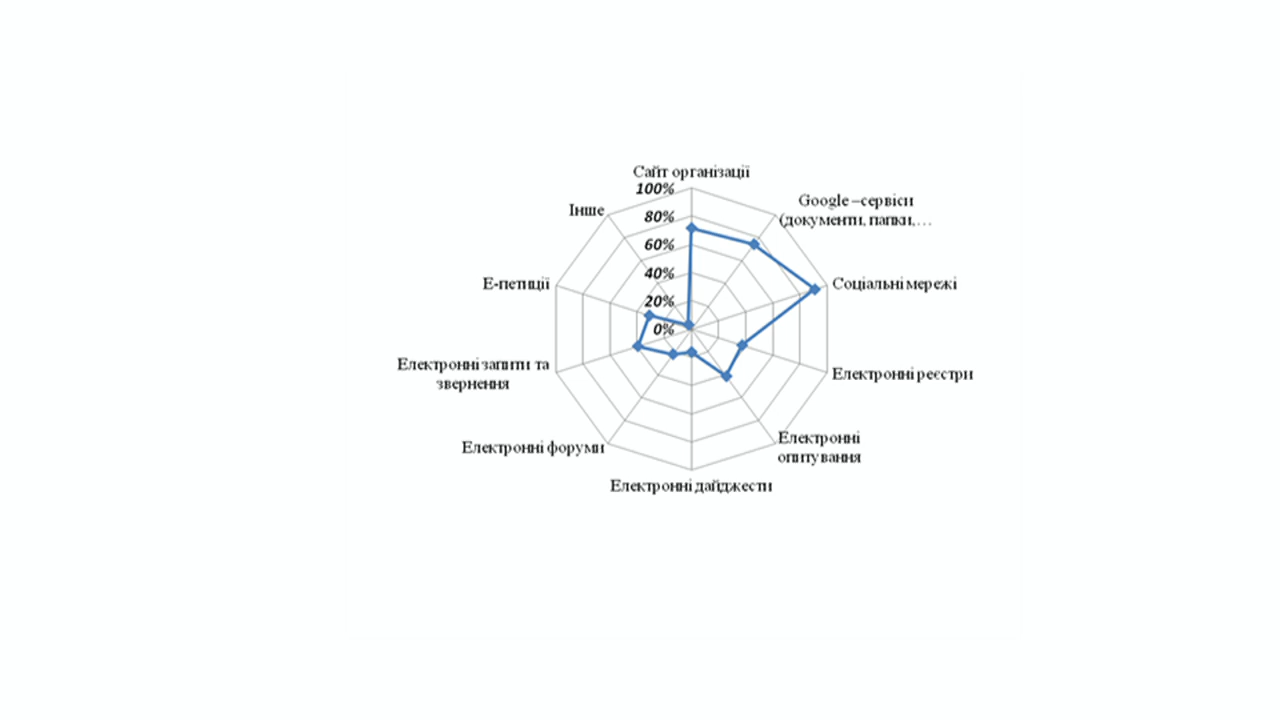 Сайт організації
100%
80%
60%
40%
20%
0%
Google –сервіси
(документи, папки,…
Соціальні мережі
Електронні реєстри
Електронні
опитування
Електронні дайджести
Електронні форуми
Електронні запити та
звернення
Е-петиції
Інше